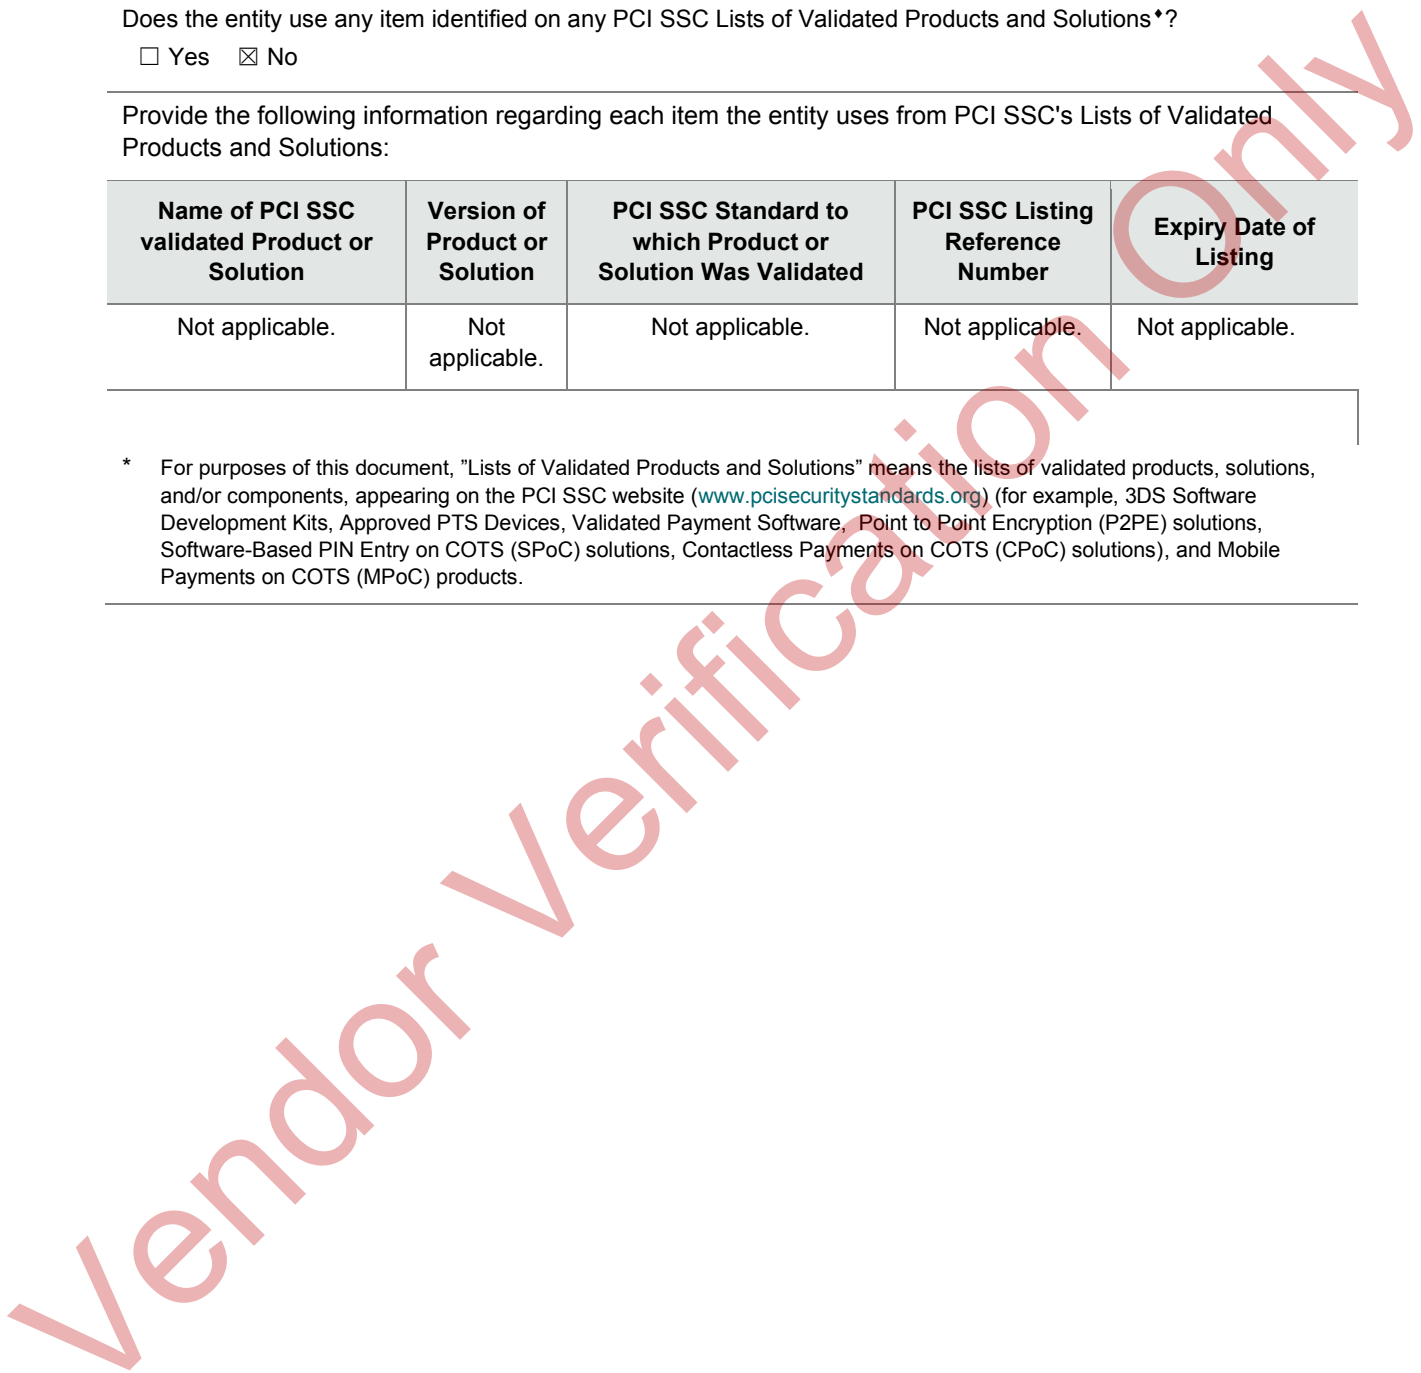 Does the entity use any item identified on any PCI SSC Lists of Validated Products and Solutions♦?
☐ Yes ☒ No
Provide the following information regarding each item the entity uses from PCI SSC's Lists of Validated
Products and Solutions:
Name of PCI SSC
validated Product or
Solution
Version of
Product or
Solution
PCI SSC Standard to
which Product or
Solution Was Validated
PCI SSC Listing
Reference
Number
Expiry Date of
Listing
Not applicable.
Not
applicable.
Not applicable.
Not applicable.
Not applicable.
* For purposes of this document, ”Lists of Validated Products and Solutions” means the lists of validated products, solutions,
and/or components, appearing on the PCI SSC website (www.pcisecuritystandards.org) (for example, 3DS Software
Development Kits, Approved PTS Devices, Validated Payment Software, Point to Point Encryption (P2PE) solutions,
Software-Based PIN Entry on COTS (SPoC) solutions, Contactless Payments on COTS (CPoC) solutions), and Mobile
Payments on COTS (MPoC) products.
Vendor Verification Only